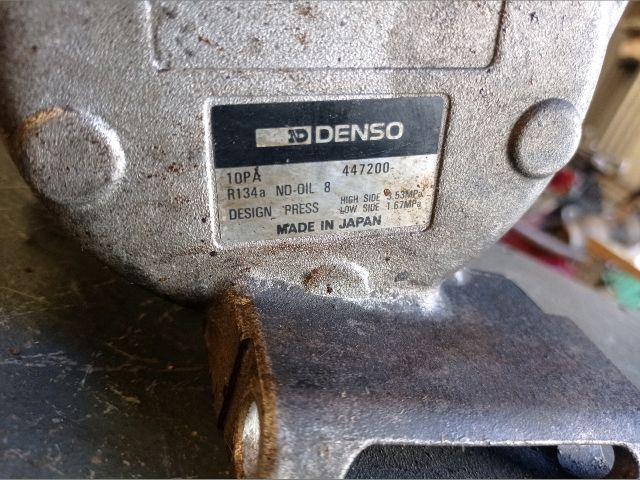 ND DENSO
10PA 447200-
R134a ND-OIL 8
DESIGN PRESS HIGH SIDE .53MPa
LOW SIDE 1.67MPa
MADE IN JAPAN